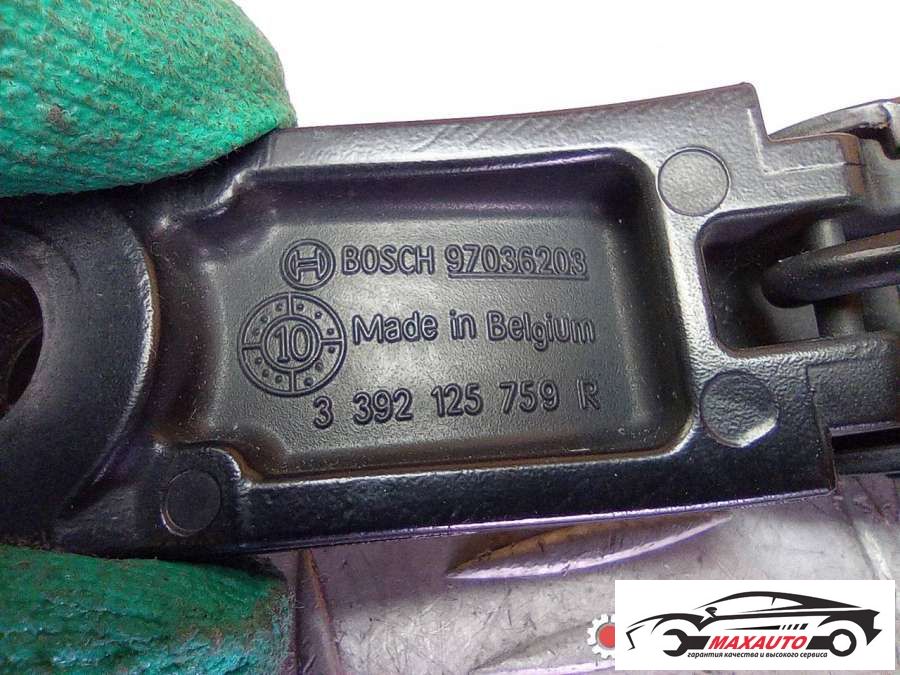 BOSCH 97036203
10 Made in Belgium
3 392 125 759 R
MAXAUTO
гарантия качества и высокого сервиса